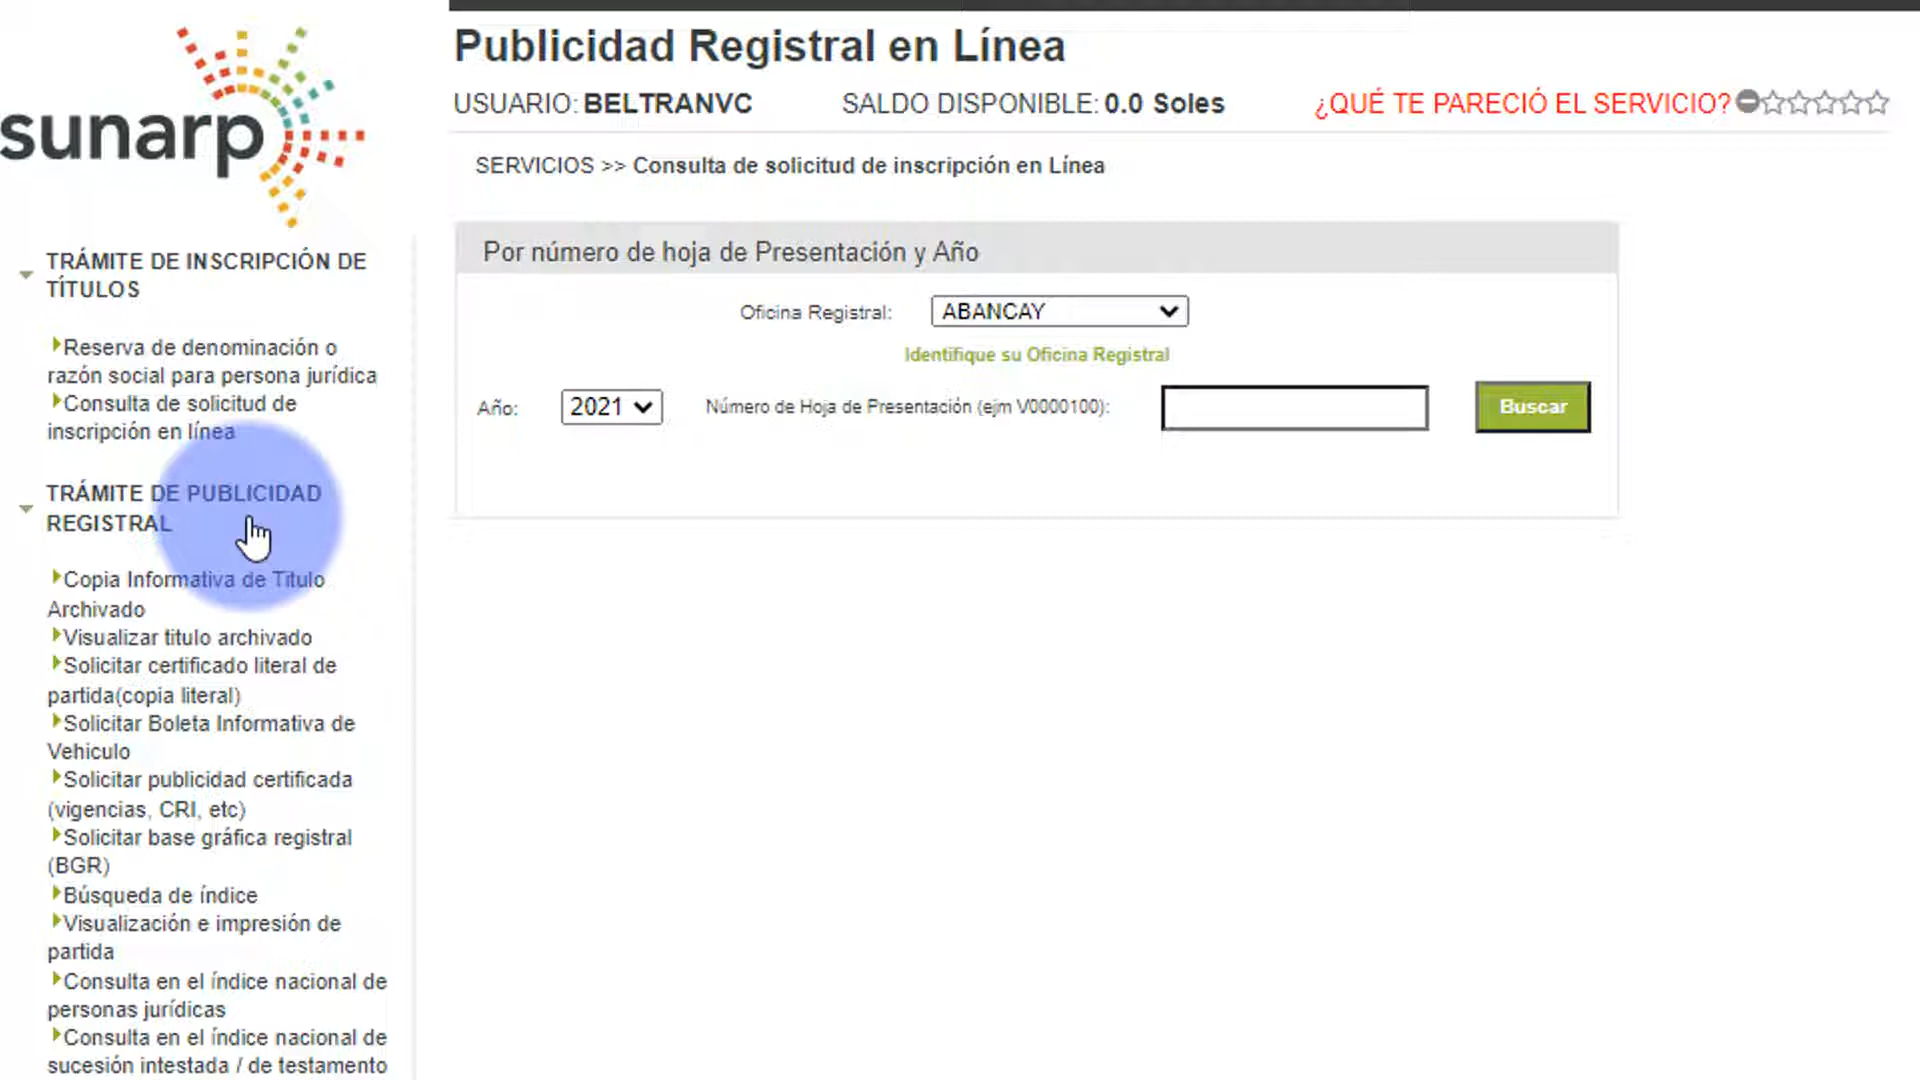 sunarp
Publicidad Registral en Línea
USUARIO: BELTRANVC SALDO DISPONIBLE: 0.0 Soles ¿QUÉ TE PARECIÓ EL SERVICIO?
SERVICIOS >> Consulta de solicitud de inscripción en Línea
Por número de hoja de Presentación y Año
Oficina Registral: ABANCAY
Identifique su Oficina Registral
Año: 2021 Número de Hoja de Presentación (ejm V0000100): Buscar
TRÁMITE DE INSCRIPCIÓN DE
TÍTULOS
Reserva de denominación o
razón social para persona jurídica
Consulta de solicitud de
inscripción en línea
TRÁMITE DE PUBLICIDAD
REGISTRAL
Copia Informativa de Titulo
Archivado
Visualizar titulo archivado
Solicitar certificado literal de
partida(copia literal)
Solicitar Boleta Informativa de
Vehiculo
Solicitar publicidad certificada
(vigencias, CRI, etc)
Solicitar base gráfica registral
(BGR)
Búsqueda de índice
Visualización e impresión de
partida
Consulta en el índice nacional de
personas jurídicas
Consulta en el índice nacional de
sucesión intestada / de testamento